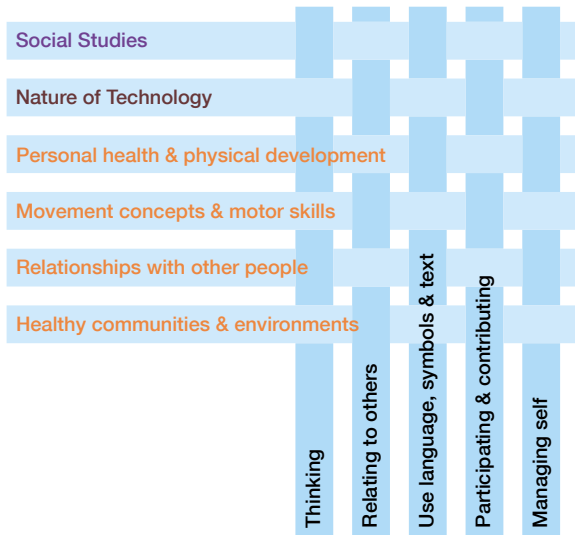 Social Studies
Nature of Technology
Personal health & physical development
Movement concepts & motor skills
Relationships with other people
Healthy communities & environments
Thinking
Relating to others
Use language, symbols & text
Participating & contributing
Managing self